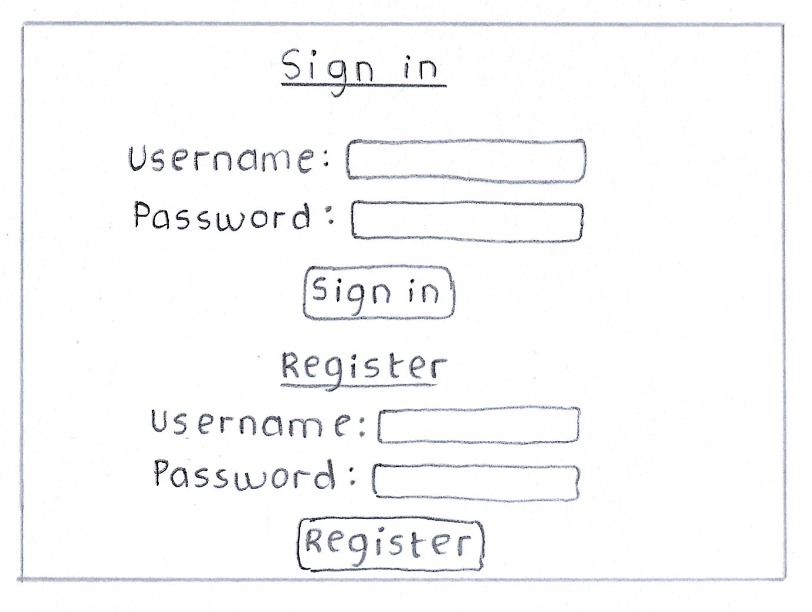 Sign in
Username:
Password:
Sign in
Register
Username:
Password:
Register